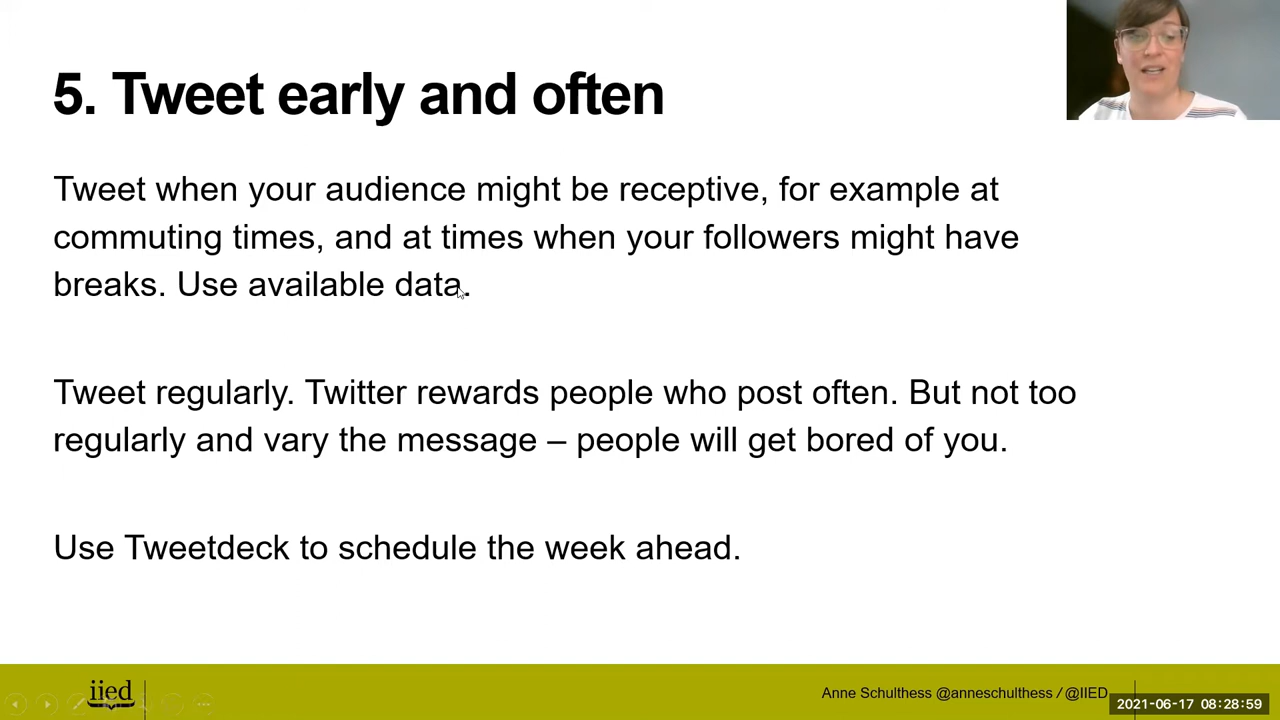 5. Tweet early and often
Tweet when your audience might be receptive, for example at
commuting times, and at times when your followers might have
breaks. Use available data.
Tweet regularly. Twitter rewards people who post often. But not too
regularly and vary the message – people will get bored of you.
Use Tweetdeck to schedule the week ahead.
iied
Anne Schulthess @anneschulthess / @IIED
2021-06-17 08:28:59